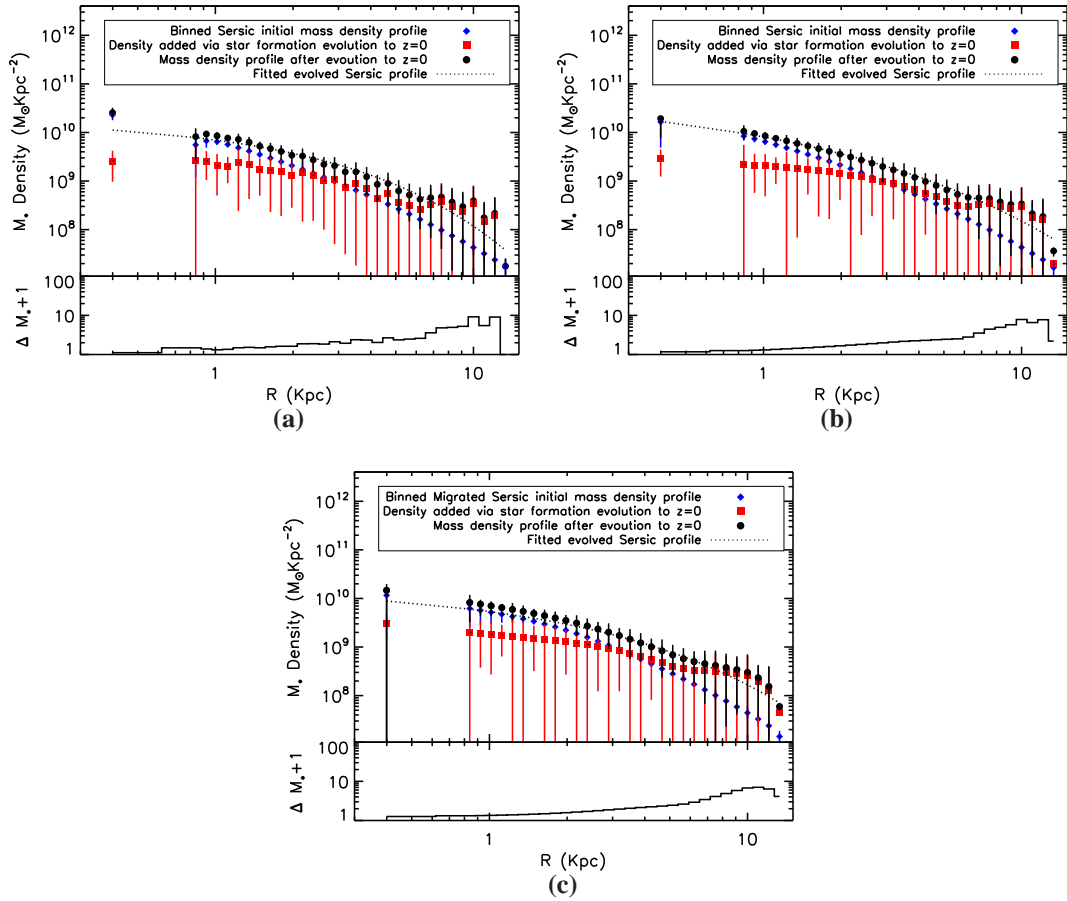 Binned Sersic initial mass density profile
Density added via star formation evolution to z=0
Mass density profile after evoution to z=0
Fitted evolved Sersic profile
M* Density (M⊙Kpc⁻²)
10¹²
10¹¹
10¹⁰
10⁹
10⁸
Δ M*+1
100
10
1
1
10
R (Kpc)
(a)
Binned Sersic initial mass density profile
Density added via star formation evolution to z=0
Mass density profile after evoution to z=0
Fitted evolved Sersic profile
M* Density (M⊙Kpc⁻²)
10¹²
10¹¹
10¹⁰
10⁹
10⁸
Δ M*+1
100
10
1
1
10
R (Kpc)
(b)
Binned Migrated Sersic initial mass density profile
Density added via star formation evolution to z=0
Mass density profile after evoution to z=0
Fitted evolved Sersic profile
M* Density (M⊙Kpc⁻²)
10¹²
10¹¹
10¹⁰
10⁹
10⁸
Δ M*+1
100
10
1
1
10
R (Kpc)
(c)